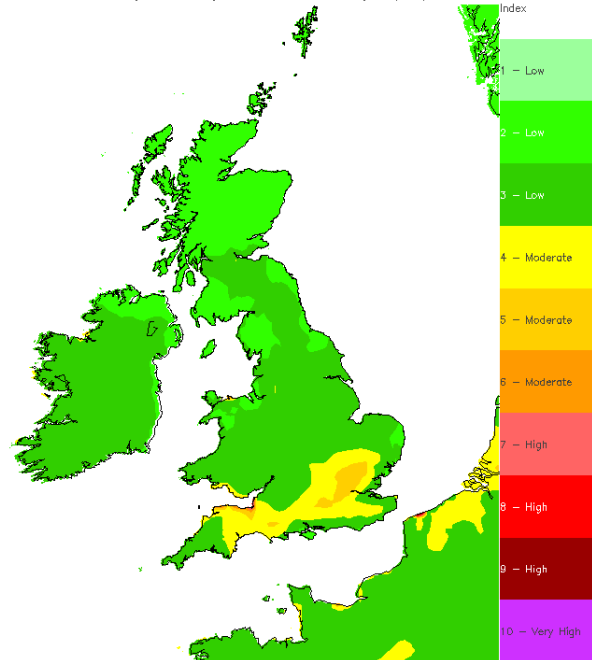 Index
1 - Low
2 - Low
3 - Low
4 - Moderate
5 - Moderate
6 - Moderate
7 - High
8 - High
9 - High
10 - Very High